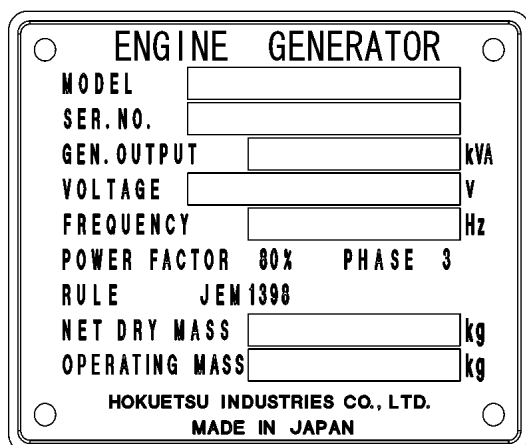 ENGINE GENERATOR
MODEL
SER.NO.
GEN.OUTPUT kVA
VOLTAGE V
FREQUENCY Hz
POWER FACTOR 80% PHASE 3
RULE JEM1398
NET DRY MASS kg
OPERATING MASS kg
HOKUETSU INDUSTRIES CO., LTD.
MADE IN JAPAN